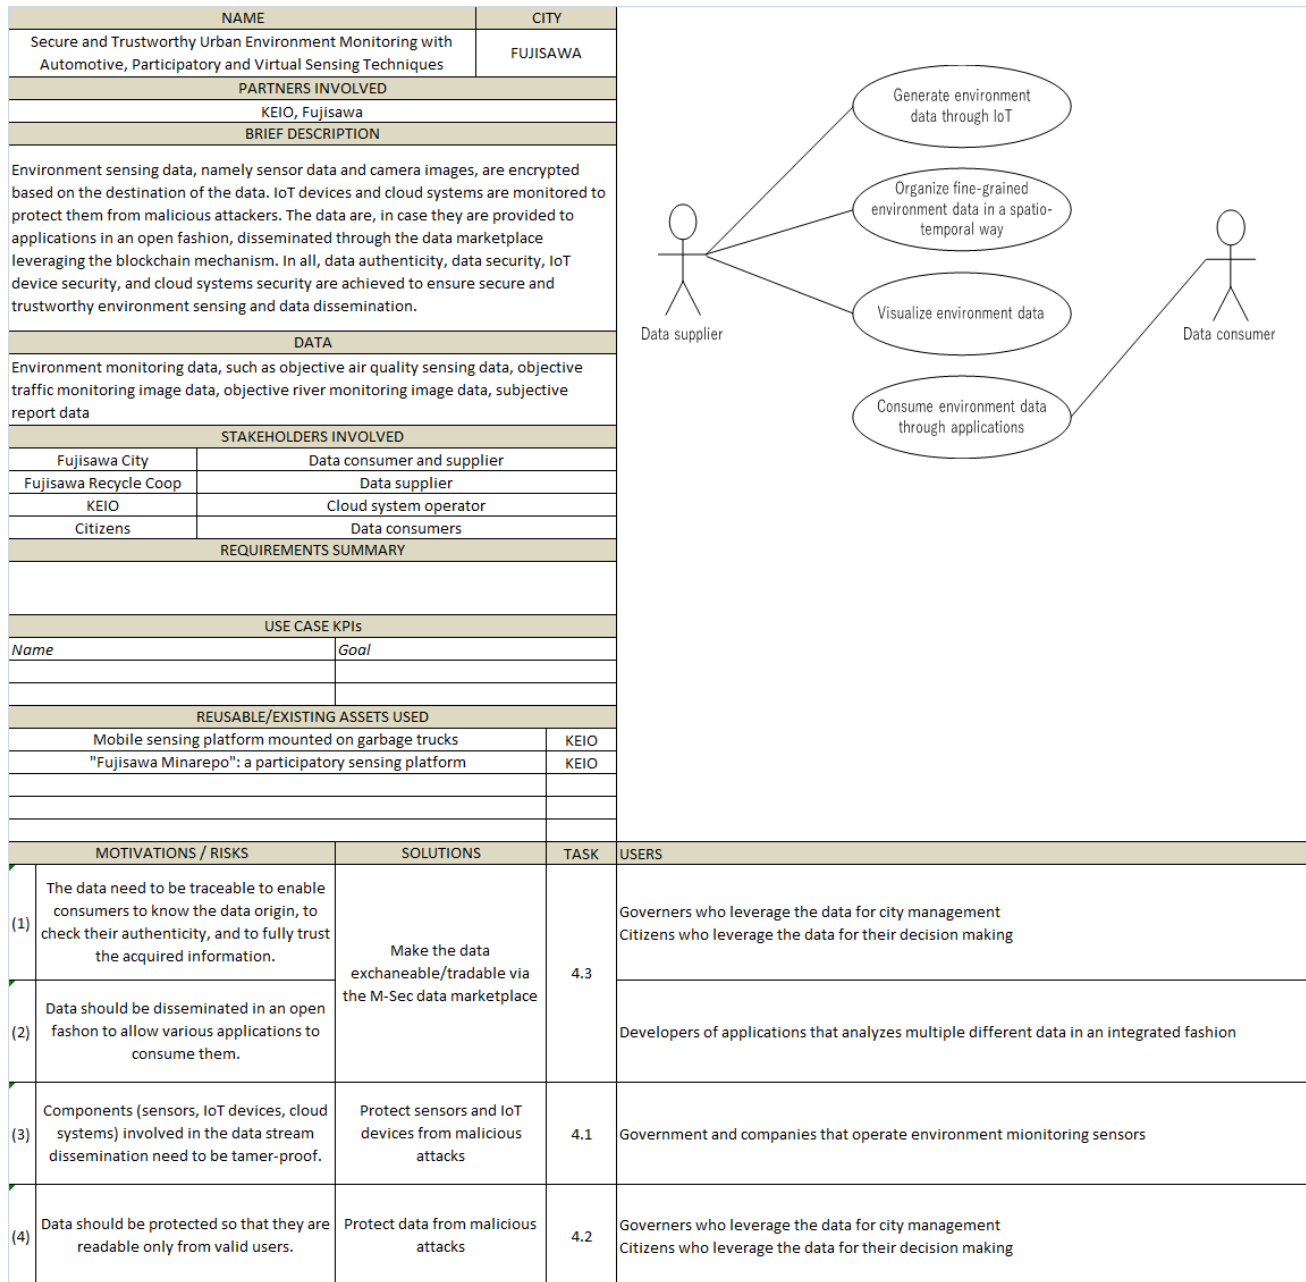 NAME
CITY
Secure and Trustworthy Urban Environment Monitoring with
Automotive, Participatory and Virtual Sensing Techniques
FUJISAWA
PARTNERS INVOLVED
KEIO, Fujisawa
BRIEF DESCRIPTION
Environment sensing data, namely sensor data and camera images, are encrypted
based on the destination of the data. IoT devices and cloud systems are monitored to
protect them from malicious attackers. The data are, in case they are provided to
applications in an open fashion, disseminated through the data marketplace
leveraging the blockchain mechanism. In all, data authenticity, data security, IoT
device security, and cloud systems security are achieved to ensure secure and
trustworthy environment sensing and data dissemination.
DATA
Environment monitoring data, such as objective air quality sensing data, objective
traffic monitoring image data, objective river monitoring image data, subjective
report data
STAKEHOLDERS INVOLVED
Fujisawa City
Data consumer and supplier
Fujisawa Recycle Coop
Data supplier
KEIO
Cloud system operator
Citizens
Data consumers
REQUIREMENTS SUMMARY
USE CASE KPIs
Name
Goal
REUSABLE/EXISTING ASSETS USED
Mobile sensing platform mounted on garbage trucks
KEIO
"Fujisawa Minarepo": a participatory sensing platform
KEIO
Generate environment
data through IoT
Organize fine-grained
environment data in a spatio-
temporal way
Visualize environment data
Consume environment data
through applications
Data supplier
Data consumer
MOTIVATIONS / RISKS
SOLUTIONS
TASK
USERS
(1)
The data need to be traceable to enable
consumers to know the data origin, to
check their authenticity, and to fully trust
the acquired information.
Make the data
exchaneable/tradable via
the M-Sec data marketplace
4.3
Governers who leverage the data for city management
Citizens who leverage the data for their decision making
(2)
Data should be disseminated in an open
fashon to allow various applications to
consume them.
Developers of applications that analyzes multiple different data in an integrated fashion
(3)
Components (sensors, IoT devices, cloud
systems) involved in the data stream
dissemination need to be tamer-proof.
Protect sensors and IoT
devices from malicious
attacks
4.1
Government and companies that operate environment mionitoring sensors
(4)
Data should be protected so that they are
readable only from valid users.
Protect data from malicious
attacks
4.2
Governers who leverage the data for city management
Citizens who leverage the data for their decision making